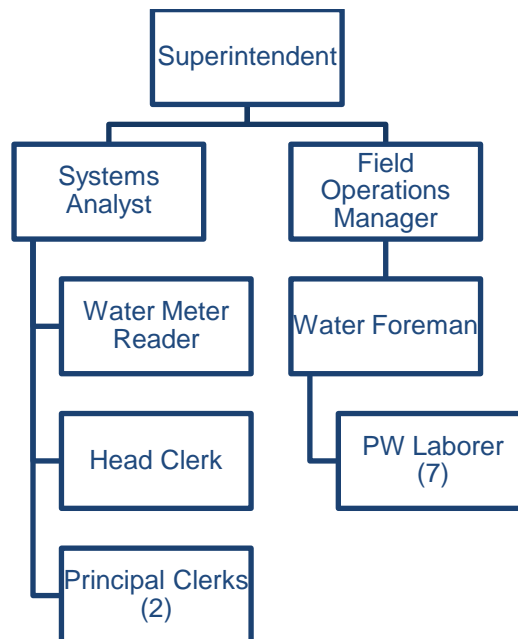 Superintendent
Systems
Analyst
Field
Operations
Manager
Water Meter
Reader
Water Foreman
Head Clerk
PW Laborer
(7)
Principal Clerks
(2)